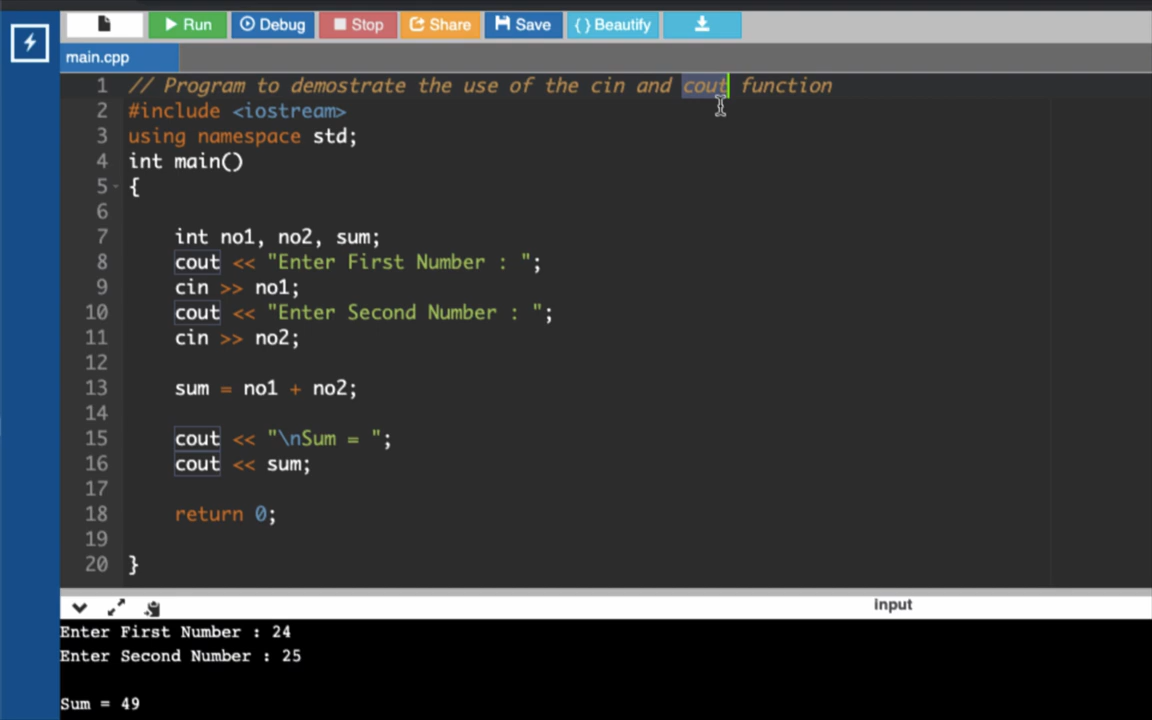 Run Debug Stop Share Save { } Beautify
main.cpp
1 // Program to demostrate the use of the cin and cout function
2 #include <iostream>
3 using namespace std;
4 int main()
5 {
6
7 int no1, no2, sum;
8 cout << "Enter First Number : ";
9 cin >> no1;
10 cout << "Enter Second Number : ";
11 cin >> no2;
12
13 sum = no1 + no2;
14
15 cout << "\nSum = ";
16 cout << sum;
17
18 return 0;
19
20 }
input
Enter First Number : 24
Enter Second Number : 25
Sum = 49